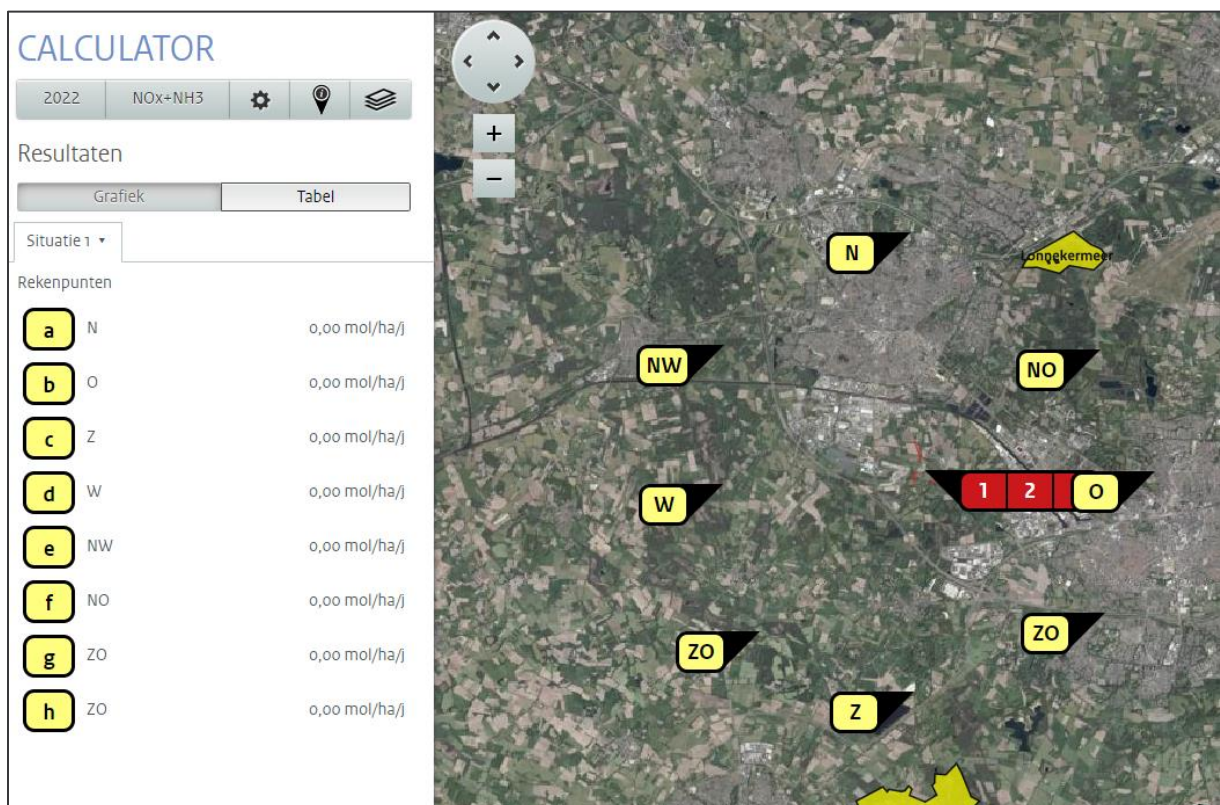 CALCULATOR
2022 NOx+NH3
Resultaten
Grafiek Tabel
Situatie 1
Rekenpunten
a N 0,00 mol/ha/j
b O 0,00 mol/ha/j
c Z 0,00 mol/ha/j
d W 0,00 mol/ha/j
e NW 0,00 mol/ha/j
f NO 0,00 mol/ha/j
g ZO 0,00 mol/ha/j
h ZO 0,00 mol/ha/j
+
−
N
Lonnekermeer
NW
NO
W
1 2 O
ZO
ZO
Z